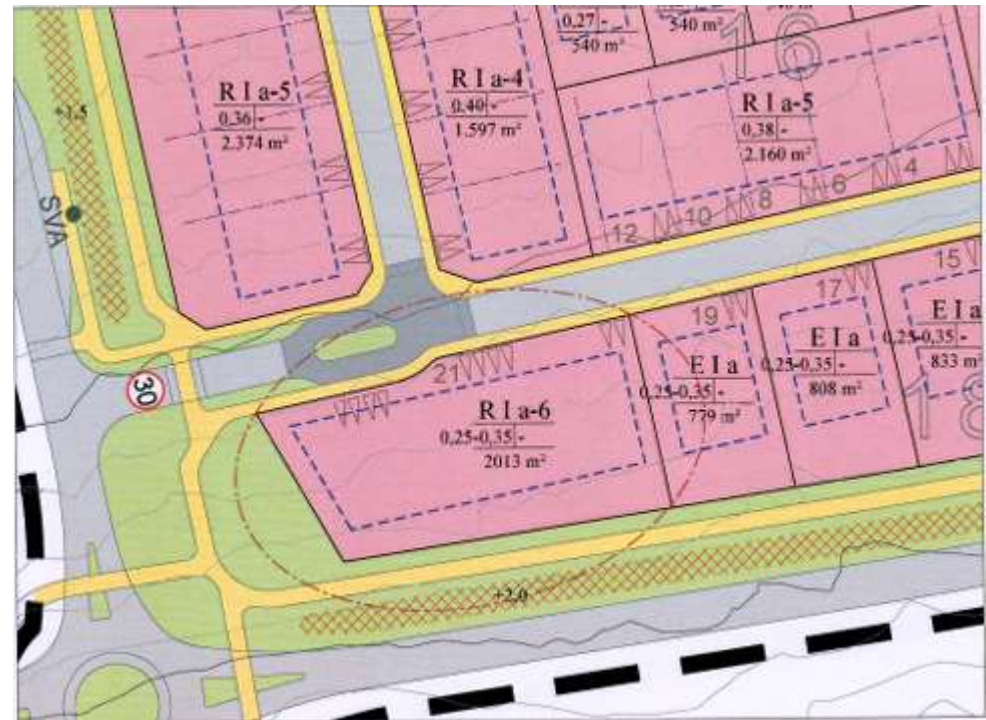 0,27 -
540 m²
540 m²
16
R I a-5
0,36 -
2.374 m²
R I a-4
0,40 -
1.597 m²
R I a-5
0,38 -
2.160 m²
+1,5
SVA
12
10
8
6
4
30
21
19
17
15
R I a-6
0,25-0,35 -
2013 m²
E I a
0,25-0,35 -
779 m²
E I a
0,25-0,35 -
808 m²
E I a
0,25-0,35 -
833 m²
18
+2,0